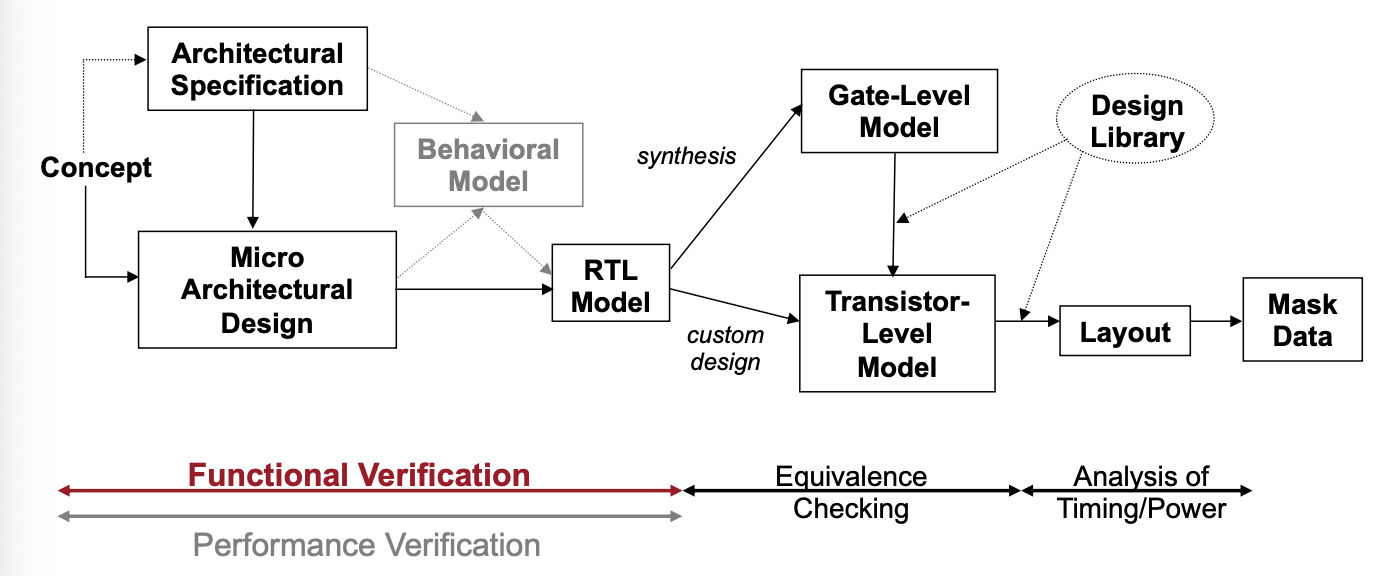 Architectural
Specification
Concept
Micro
Architectural
Design
Behavioral
Model
RTL
Model
synthesis
custom
design
Gate-Level
Model
Transistor-
Level
Model
Design
Library
Layout
Mask
Data
Functional Verification
Performance Verification
Equivalence
Checking
Analysis of
Timing/Power